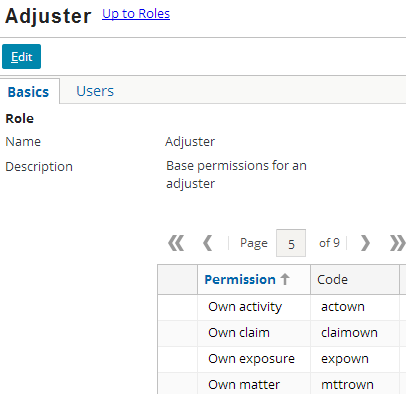 Adjuster Up to Roles
Edit
Basics Users
Role
Name Adjuster
Description Base permissions for an
adjuster
Page 5 of 9
Permission Code
Own activity actown
Own claim claimown
Own exposure expown
Own matter mttrown